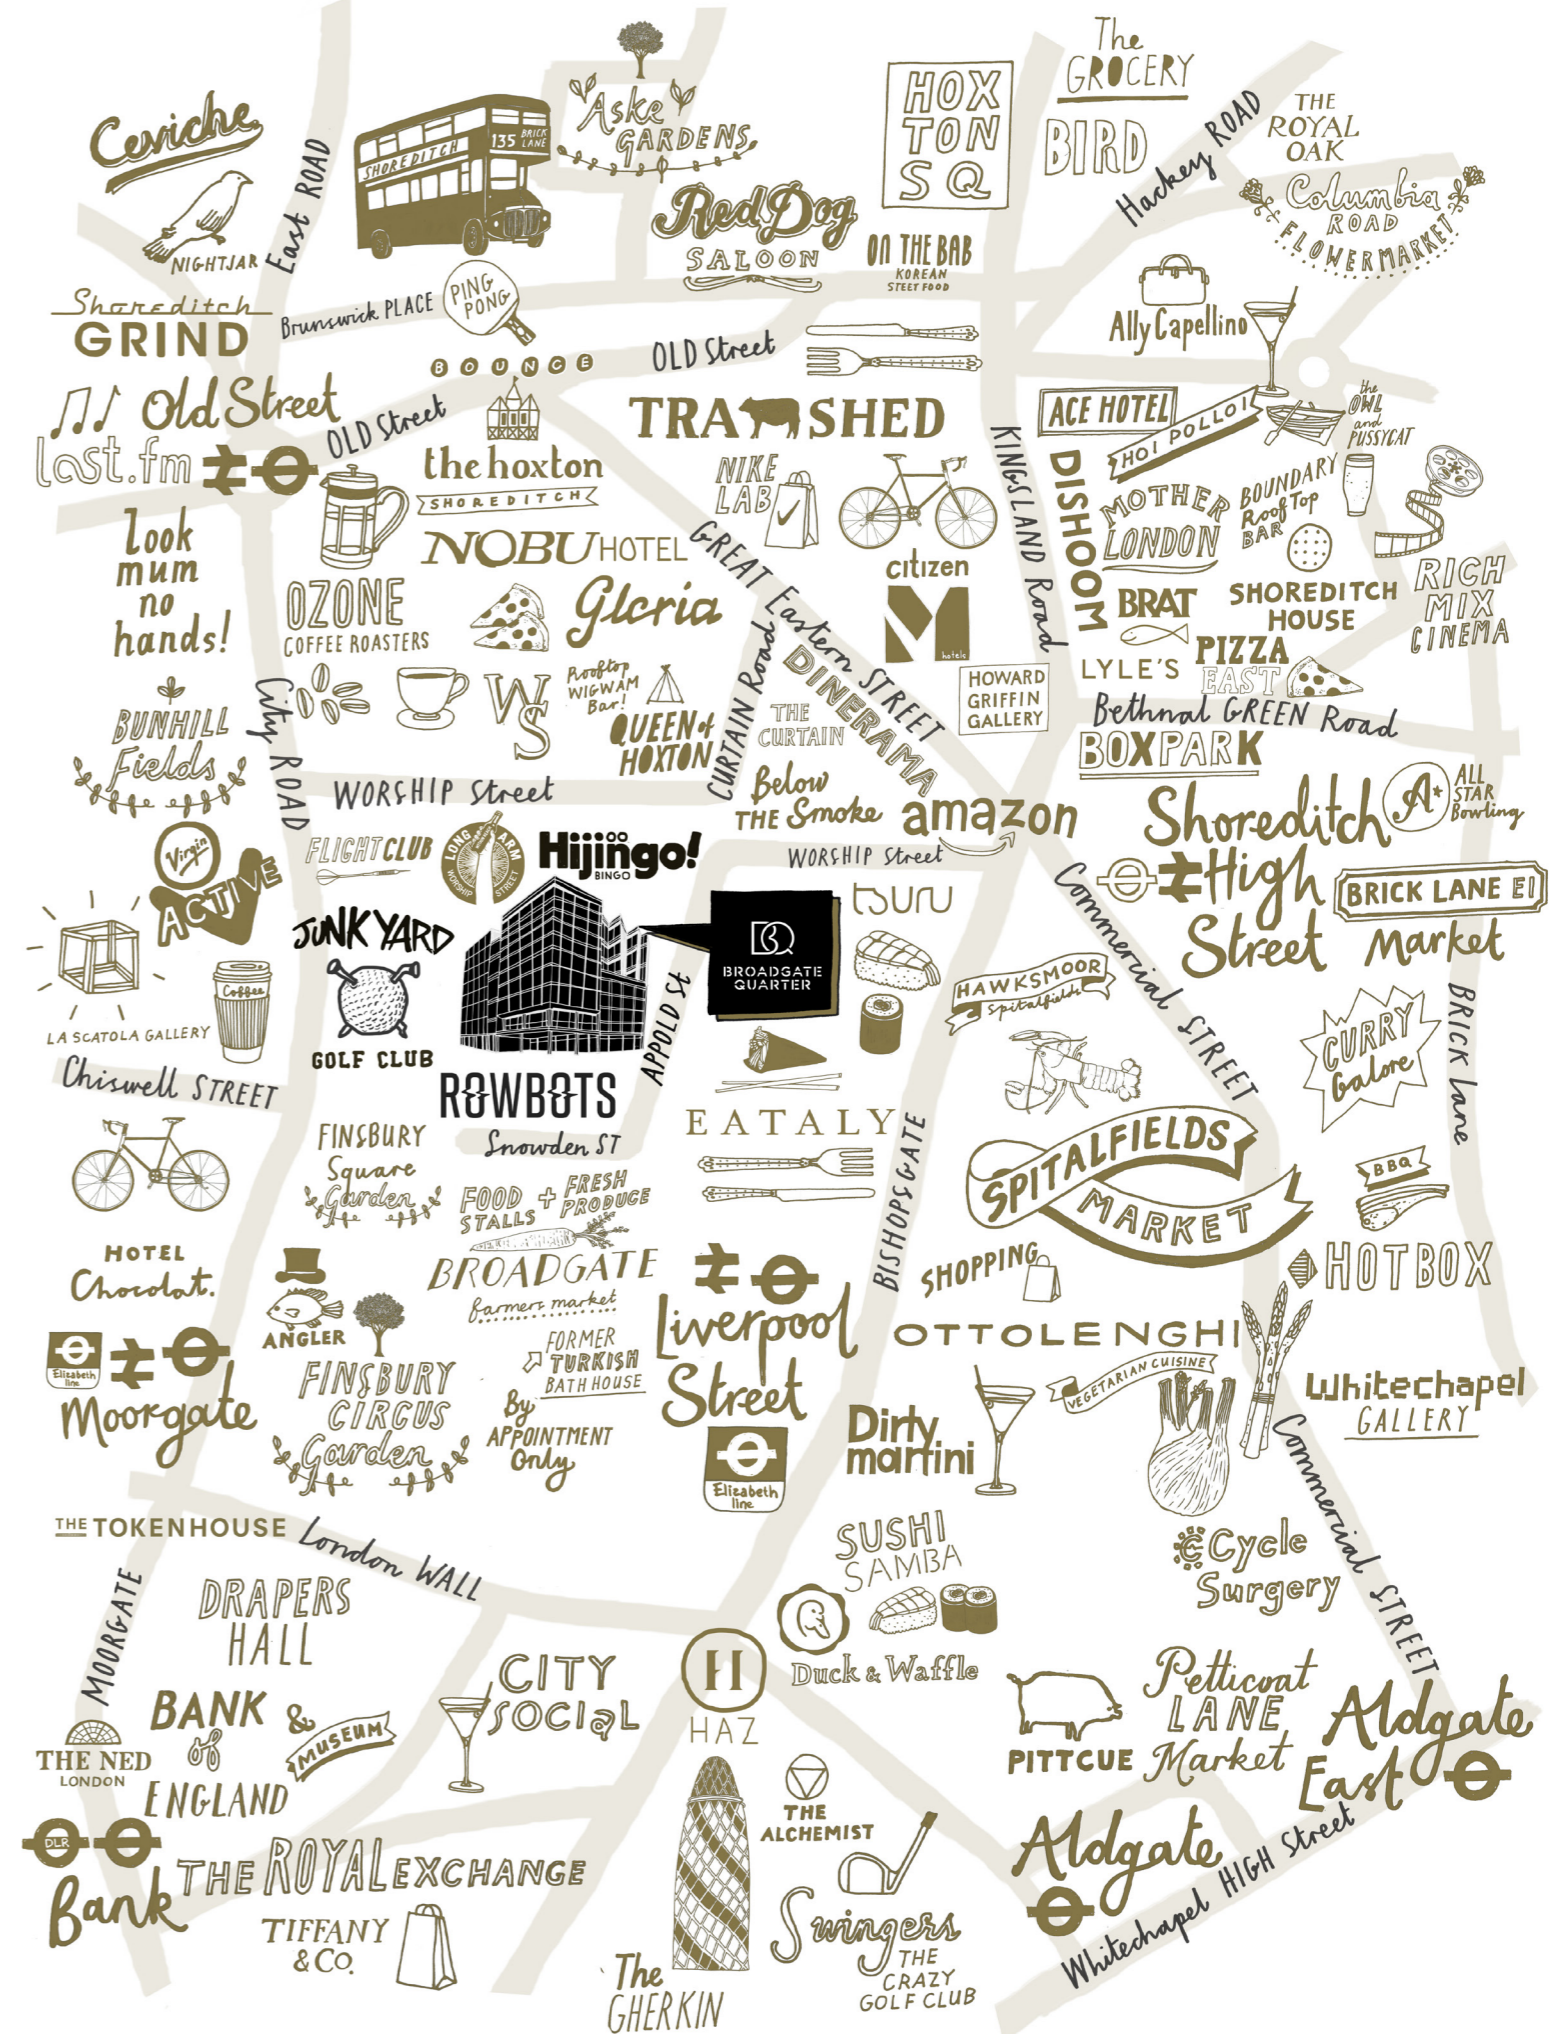 The
GROCERY
BIRD
HOX
TON
SQ
Aske
GARDENS
Ceviche
NIGHTJAR
East ROAD
SHOREDITCH
135 BRICK
LANE
Red Dog
SALOON
ON THE BAB
KOREAN
STEET FOOD
Hackney ROAD
THE
ROYAL
OAK
Columbia
ROAD
FLOWER MARKET
Shoreditch
GRIND
Brunswick PLACE
PING
PONG
BOUNCE
OLD Street
Ally Capellino
Old Street
last.fm
OLD Street
the hoxton
SHOREDITCH
TRAMSHED
ACE HOTEL
HOI POLLOI
the
OWL
and
PUSSYCAT
NIKE
LAB
KINGSLAND Road
DISHOOM
MOTHER
LONDON
BOUNDARY
Roof Top
BAR
look
mum
no
hands!
NOBU HOTEL
GREAT Eastern STREET
citizen
M
hotels
OZONE
COFFEE ROASTERS
Gloria
BRAT
SHOREDITCH
HOUSE
RICH
MIX
CINEMA
LYLE'S
PIZZA
EAST
BUNHILL
Fields
City ROAD
WS
Rooftop
WIGWAM
Bar!
QUEEN of
HOXTON
CURTAIN Road
THE
CURTAIN
DINERAMA
HOWARD
GRIFFIN
GALLERY
Bethnal GREEN Road
BOXPARK
WORSHIP Street
Below
THE Smoke
amazon
Shoreditch
High
Street
A*
ALL
STAR
Bowling
Virgin
ACTIVE
FLIGHT CLUB
LONG ARM
WORSHIP STREET
Hijingo!
BINGO
WORSHIP Street
tsuru
Commercial STREET
BRICK LANE E1
Market
JUNKYARD
GOLF CLUB
BROADGATE
QUARTER
APPOLD St
HAWKSMOOR
Spitalfields
Coffee
LA SCATOLA GALLERY
CURRY
Galore
BRICK Lane
Chiswell STREET
ROWBOTS
Snowden ST
EATALY
BISHOPSGATE
SPITALFIELDS
MARKET
BBQ
FINSBURY
Square
Garden
FOOD
STALLS
+
FRESH
PRODUCE
BROADGATE
farmers market
HOTEL
Chocolat.
ANGLER
Liverpool
Street
Elizabeth
line
SHOPPING
HOTBOX
OTTOLENGHI
VEGETARIAN CUISINE
Elizabeth
line
Moorgate
FINSBURY
CIRCUS
Garden
FORMER
TURKISH
BATH HOUSE
By
APPOINTMENT
Only
Dirty
martini
Whitechapel
GALLERY
THE TOKENHOUSE
London WALL
SUSHI
SAMBA
Cycle
Surgery
Commercial STREET
MOORGATE
DRAPERS
HALL
Duck & Waffle
CITY
SOCIAL
H
HAZ
PITTCUE
Petticoat
LANE
Market
Aldgate
East
THE NED
LONDON
BANK
of
ENGLAND
&
MUSEUM
DLR
Bank
THE ROYAL EXCHANGE
TIFFANY
& CO.
THE
ALCHEMIST
Swingers
THE
CRAZY
GOLF CLUB
The
GHERKIN
Aldgate
Whitechapel HIGH Street